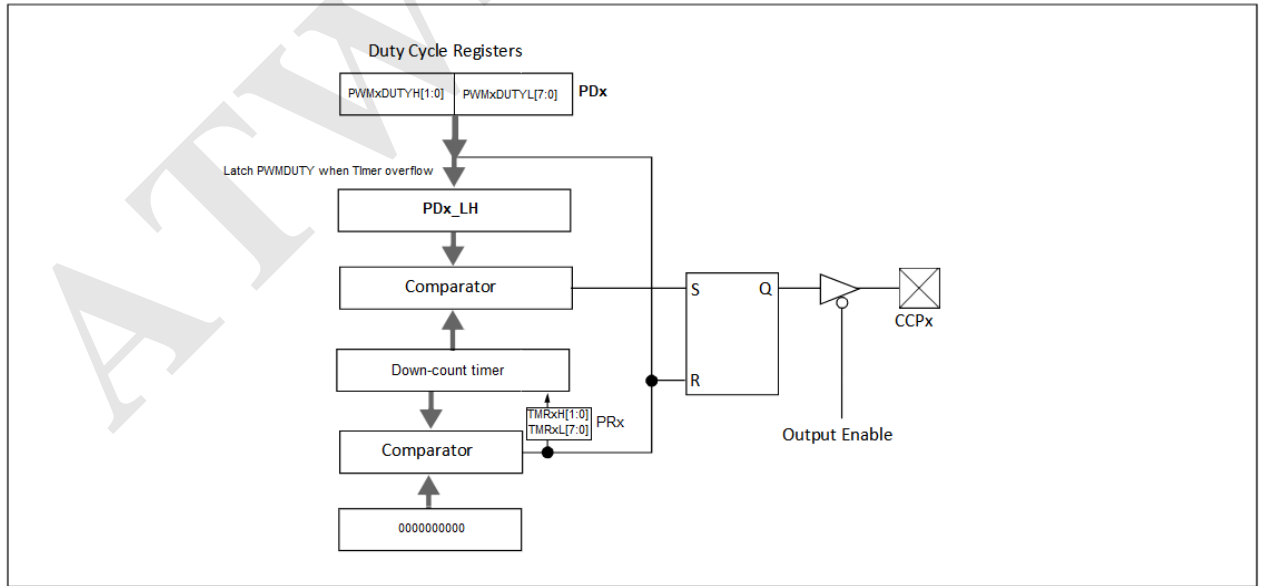 Duty Cycle Registers
PWMxDUTYH[1:0] PWMxDUTYL[7:0] PDx
Latch PWMDUTY when TImer overflow
PDx_LH
Comparator
S Q
CCPx
Down-count timer
R
TMRxH[1:0]
TMRxL[7:0]
PRx
Output Enable
Comparator
0000000000
ATW